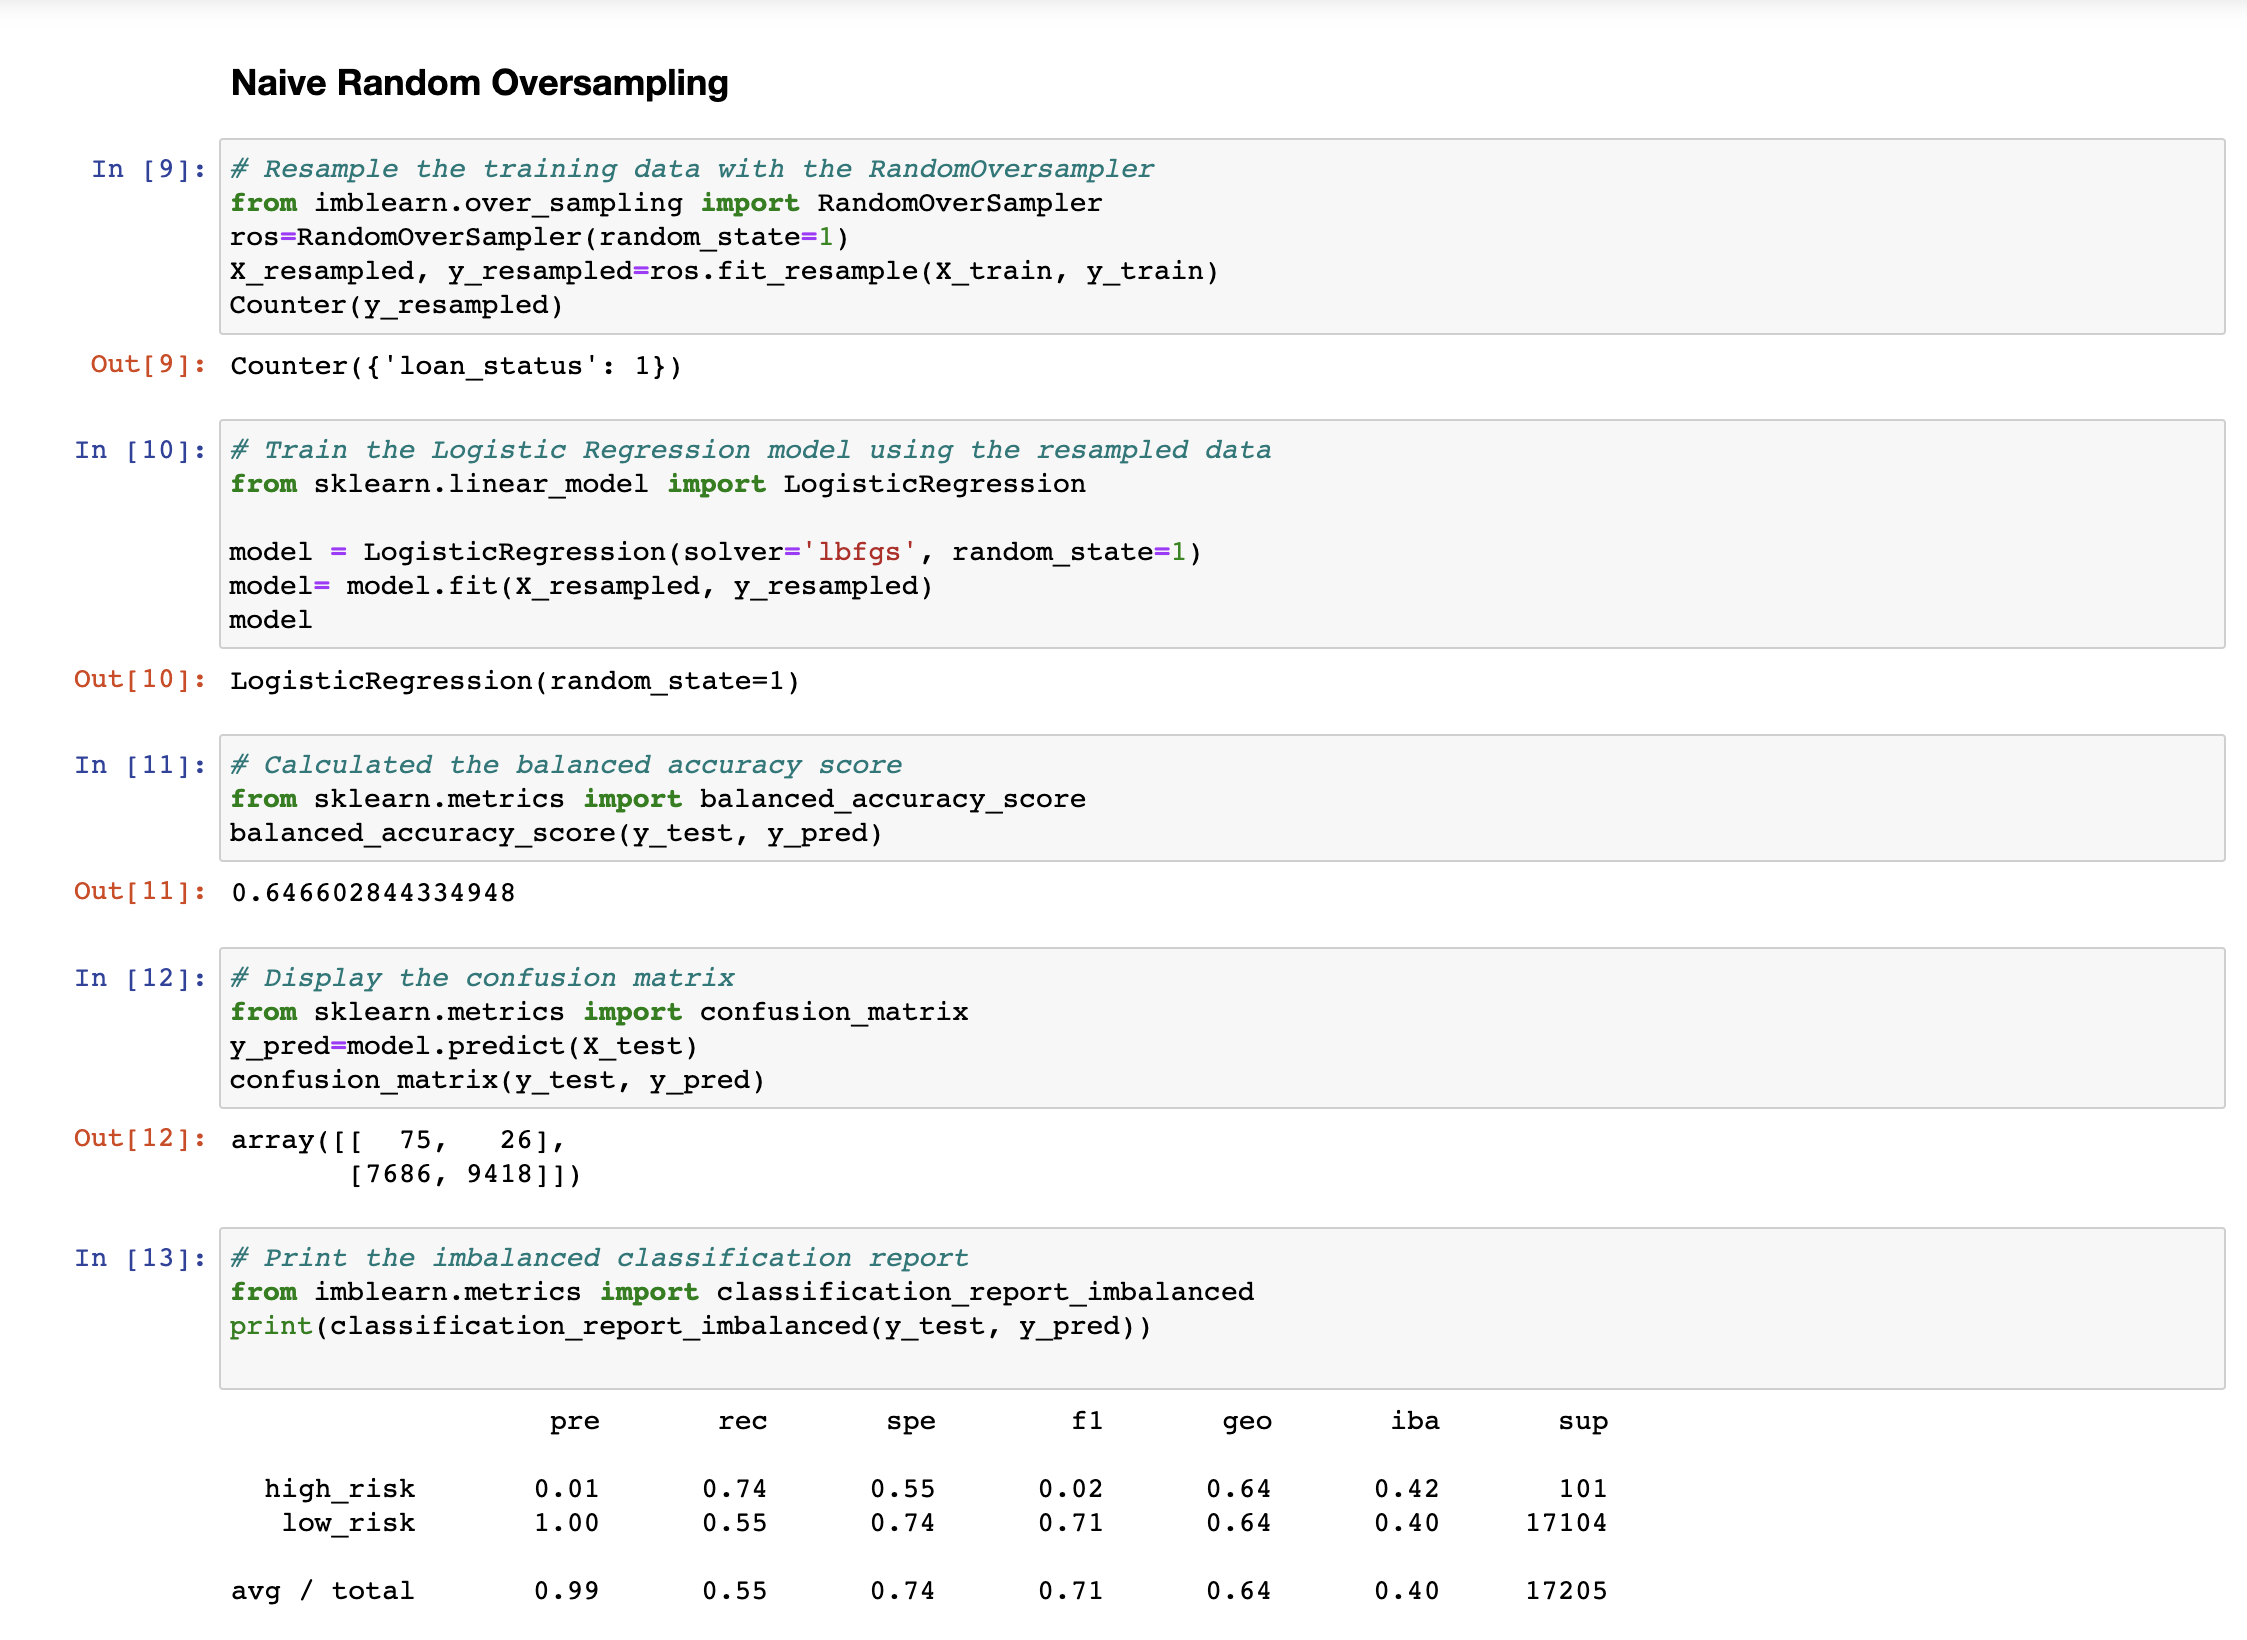 Naive Random Oversampling
In [9]: # Resample the training data with the RandomOversampler
from imblearn.over_sampling import RandomOverSampler
ros=RandomOverSampler(random_state=1)
X_resampled, y_resampled=ros.fit_resample(X_train, y_train)
Counter(y_resampled)
Out[9]: Counter({'loan_status': 1})
In [10]: # Train the Logistic Regression model using the resampled data
from sklearn.linear_model import LogisticRegression
model = LogisticRegression(solver='lbfgs', random_state=1)
model= model.fit(X_resampled, y_resampled)
model
Out[10]: LogisticRegression(random_state=1)
In [11]: # Calculated the balanced accuracy score
from sklearn.metrics import balanced_accuracy_score
balanced_accuracy_score(y_test, y_pred)
Out[11]: 0.646602844334948
In [12]: # Display the confusion matrix
from sklearn.metrics import confusion_matrix
y_pred=model.predict(X_test)
confusion_matrix(y_test, y_pred)
Out[12]: array([[  75,   26],
       [7686, 9418]])
In [13]: # Print the imbalanced classification report
from imblearn.metrics import classification_report_imbalanced
print(classification_report_imbalanced(y_test, y_pred))
pre rec spe f1 geo iba sup
high_risk 0.01 0.74 0.55 0.02 0.64 0.42 101
low_risk 1.00 0.55 0.74 0.71 0.64 0.40 17104
avg / total 0.99 0.55 0.74 0.71 0.64 0.40 17205